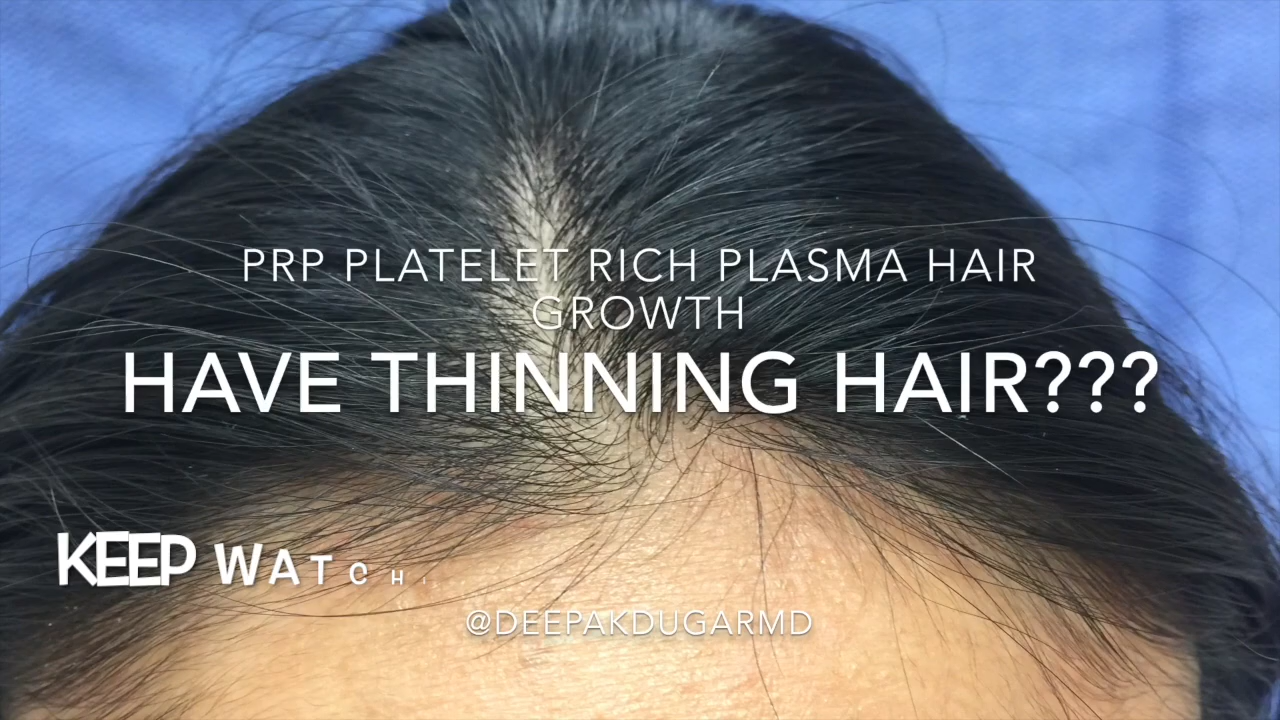 PRP PLATELET RICH PLASMA HAIR
GROWTH
HAVE THINNING HAIR???
KEEP WATCH
@DEEPAKDUGARMD